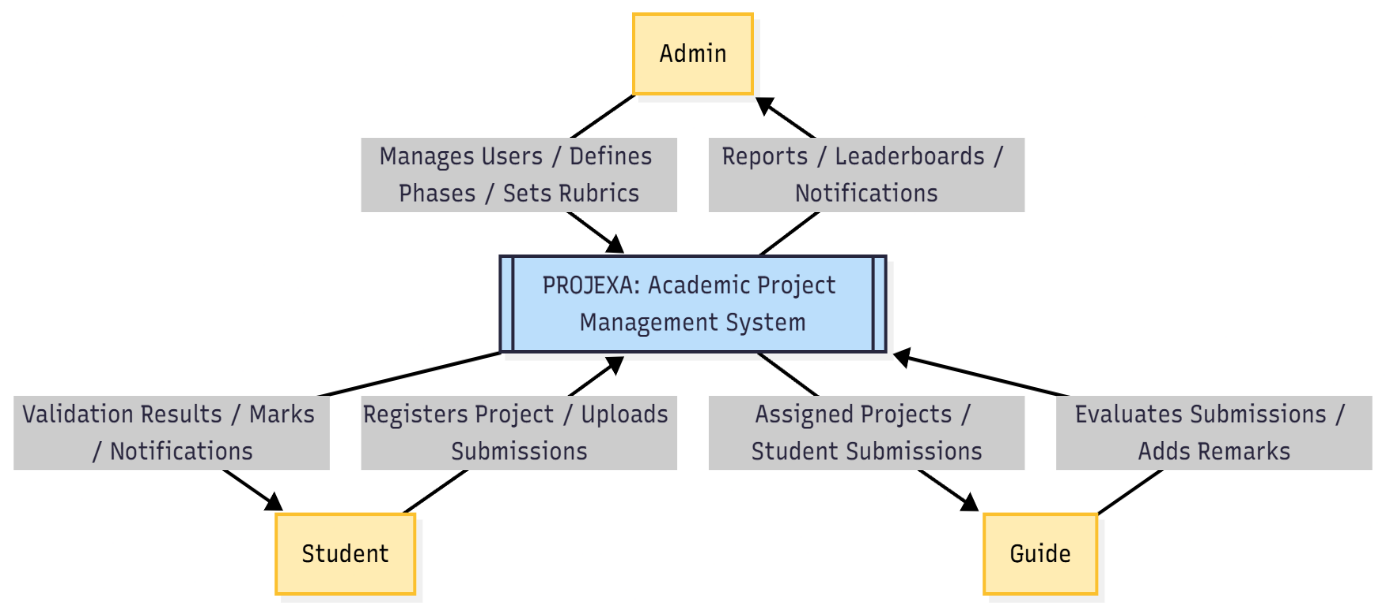 Admin
Manages Users / Defines
Phases / Sets Rubrics
Reports / Leaderboards /
Notifications
PROJEXA: Academic Project
Management System
Validation Results / Marks
/ Notifications
Registers Project / Uploads
Submissions
Assigned Projects /
Student Submissions
Evaluates Submissions /
Adds Remarks
Student
Guide